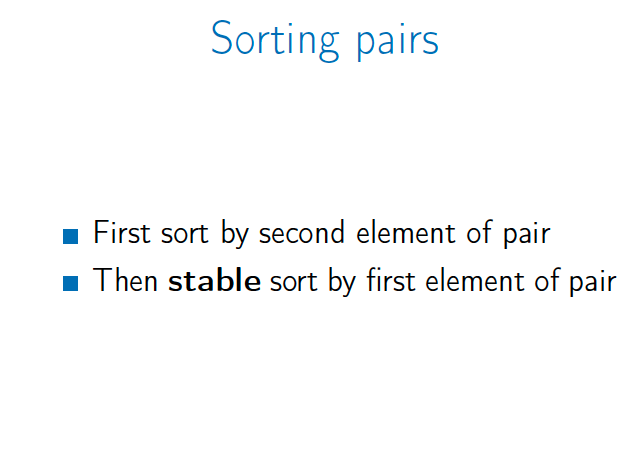 Sorting pairs
First sort by second element of pair
Then stable sort by first element of pair